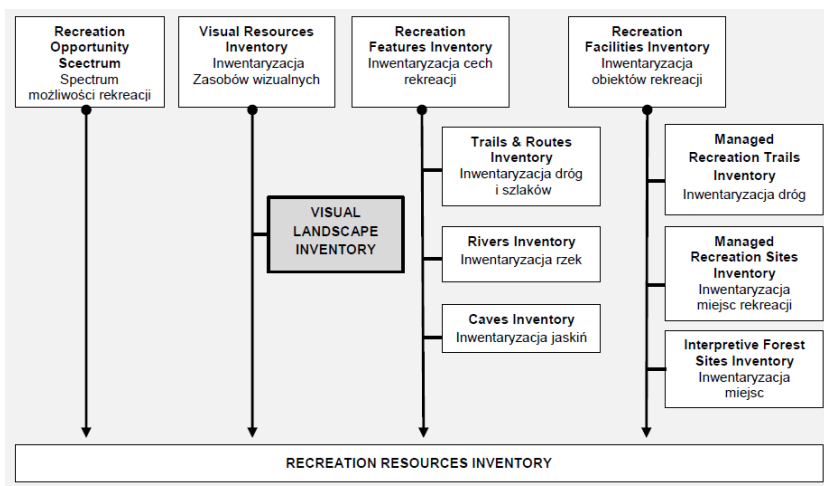 Recreation
Opportunity
Scectrum
Spectrum
możliwości rekreacji
Visual Resources
Inventory
Inwentaryzacja
Zasobów wizualnych
Recreation
Features Inventory
Inwentaryzacja cech
rekreacji
Recreation
Facilities Inventory
Inwentaryzacja
obiektów rekreacji
Trails & Routes
Inventory
Inwentaryzacja dróg
i szlaków
Managed
Recreation Trails
Inventory
Inwentaryzacja dróg
VISUAL
LANDSCAPE
INVENTORY
Rivers Inventory
Inwentaryzacja rzek
Managed
Recreation Sites
Inventory
Inwentaryzacja
miejsc rekreacji
Caves Inventory
Inwentaryzacja jaskiń
Interpretive Forest
Sites Inventory
Inwentaryzacja
miejsc
RECREATION RESOURCES INVENTORY